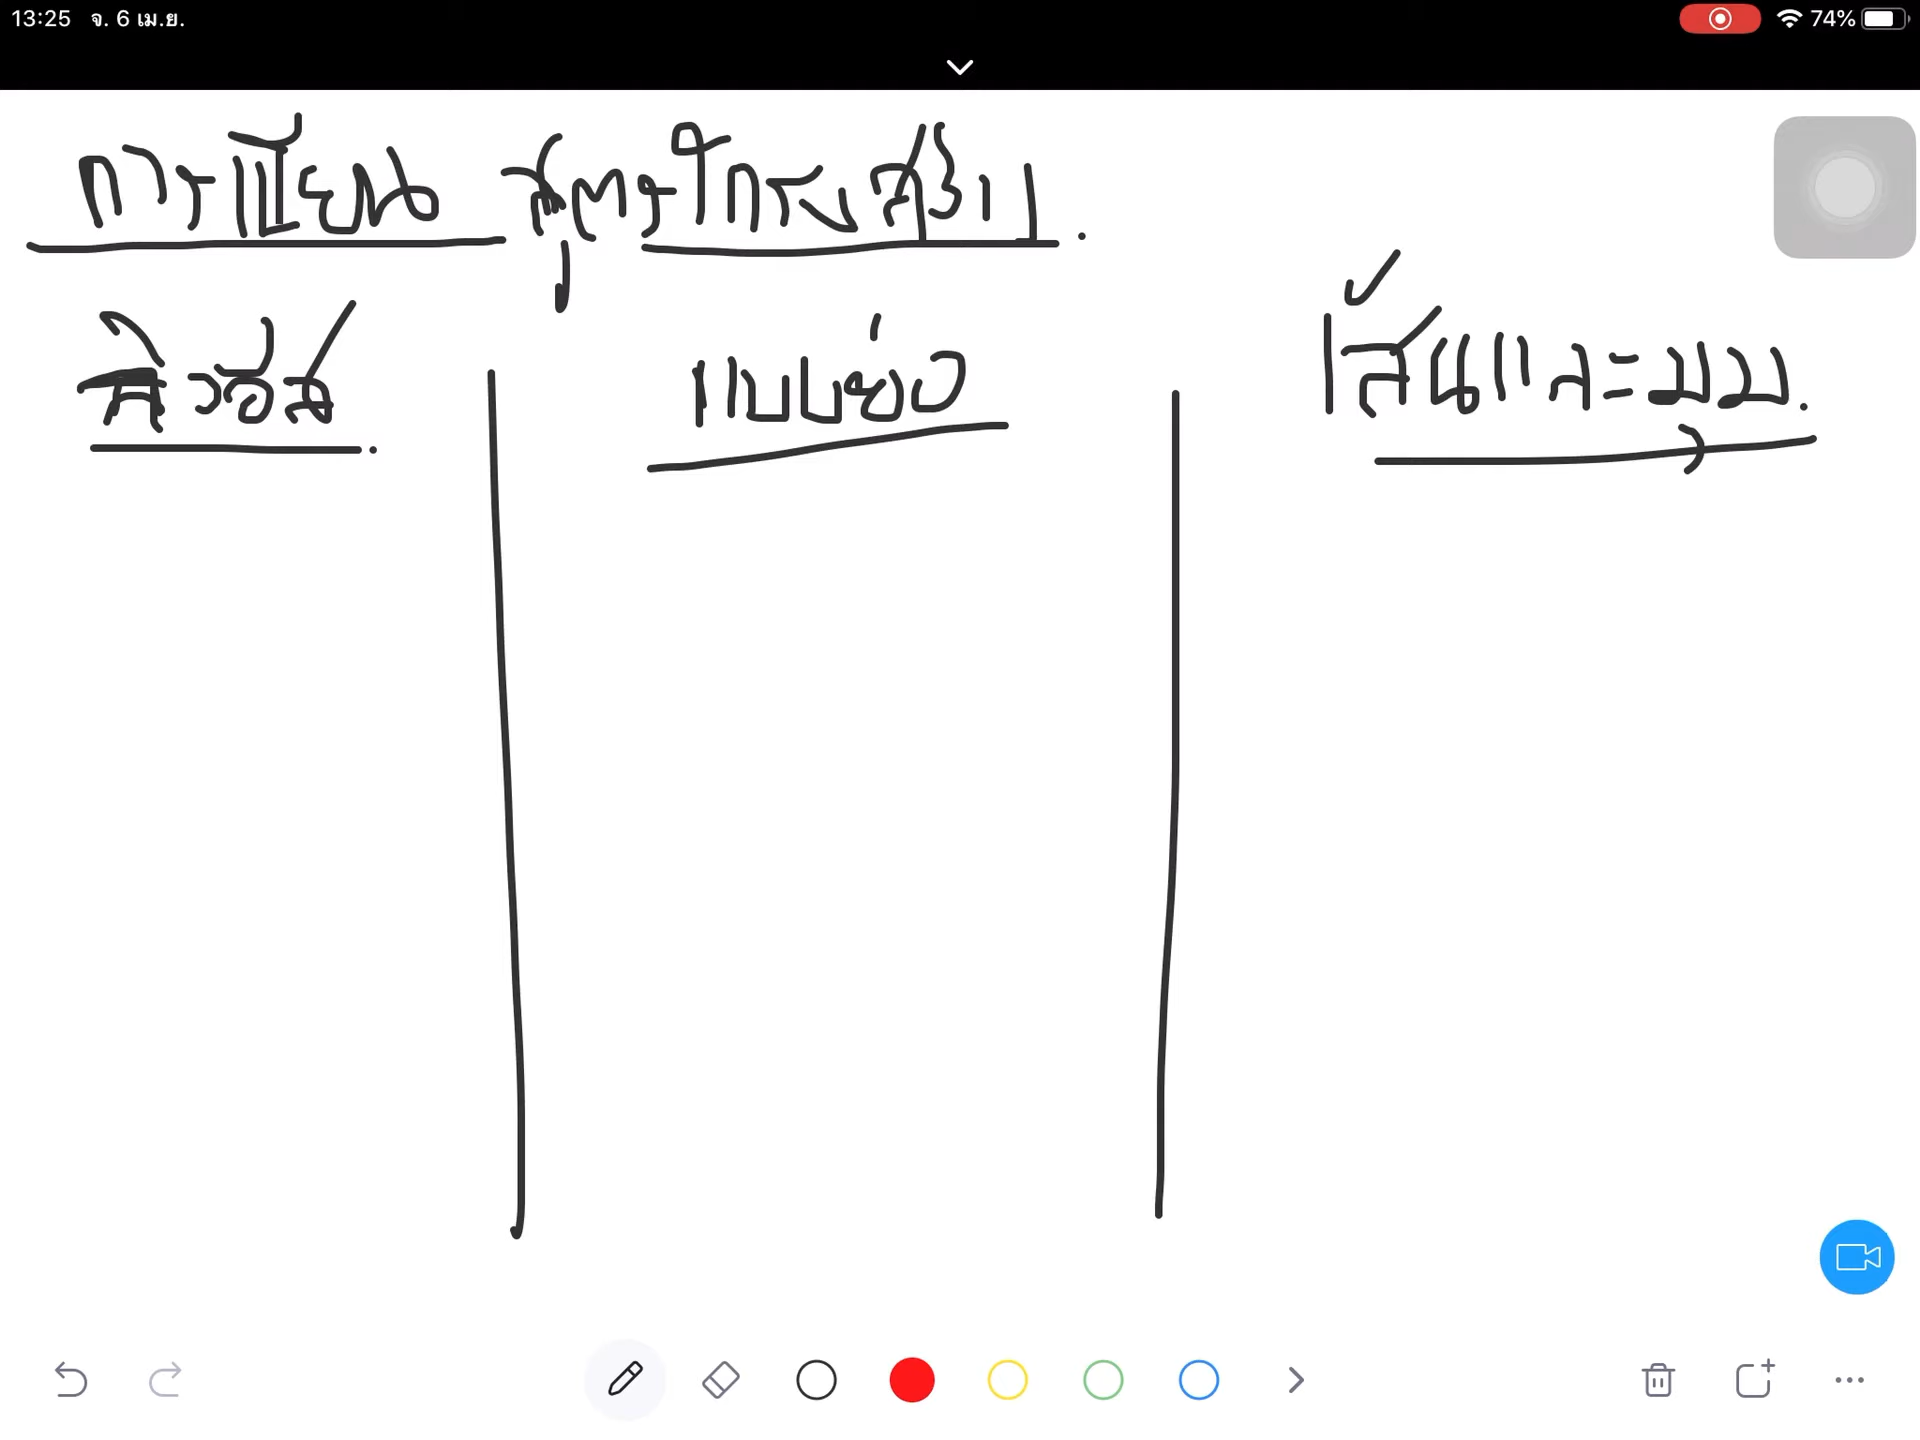 13:25 จ. 6 เม.ย. 74%
การเขียน สูตรโครงสร้าง.
ลิวอิส. แบบย่อ เส้นและมุม.